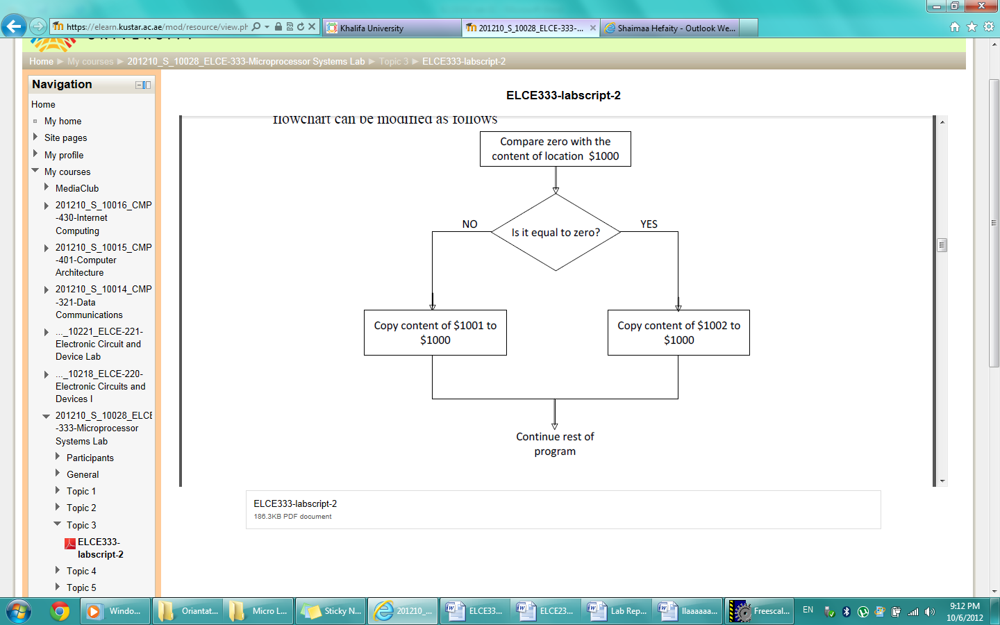 https://elearn.kustar.ac.ae/mod/resource/view.ph
Khalifa University
201210_S_10028_ELCE-333-...
Shaimaa Hefaity - Outlook We...
Home My courses 201210_S_10028_ELCE-333-Microprocessor Systems Lab Topic 3 ELCE333-labscript-2
Navigation
Home
My home
Site pages
My profile
My courses
MediaClub
201210_S_10016_CMP
-430-Internet
Computing
201210_S_10015_CMP
-401-Computer
Architecture
201210_S_10014_CMP
-321-Data
Communications
..._10221_ELCE-221-
Electronic Circuit and
Device Lab
..._10218_ELCE-220-
Electronic Circuits and
Devices I
201210_S_10028_ELCE
-333-Microprocessor
Systems Lab
Participants
General
Topic 1
Topic 2
Topic 3
ELCE333-
labscript-2
Topic 4
Topic 5
ELCE333-labscript-2
flowchart can be modified as follows
Compare zero with the
content of location $1000
Is it equal to zero?
NO
YES
Copy content of $1001 to
$1000
Copy content of $1002 to
$1000
Continue rest of
program
ELCE333-labscript-2
186.3KB PDF document
Windo...
Oriantat...
Micro L...
Sticky N...
201210_...
ELCE33...
ELCE23...
Lab Rep...
llaaaaaa...
Freescal...
EN
9:12 PM
10/6/2012